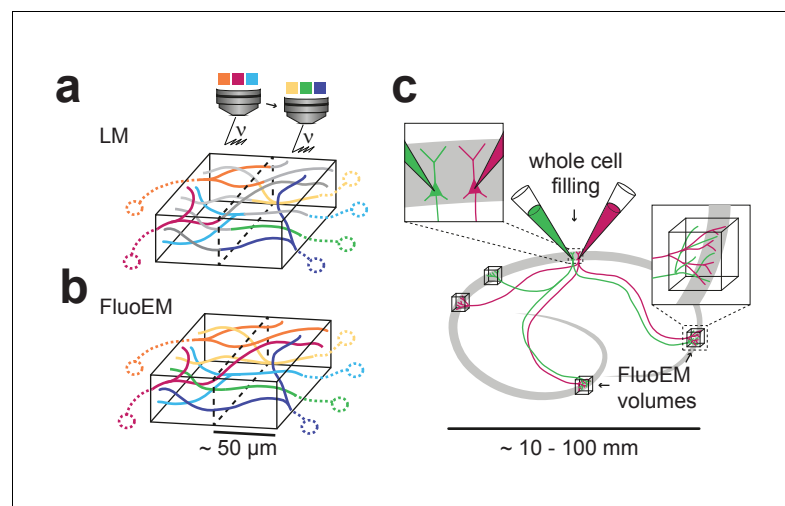 a
LM
ν
ν
b
FluoEM
~ 50 µm
c
whole cell
filling
FluoEM
volumes
~ 10 - 100 mm